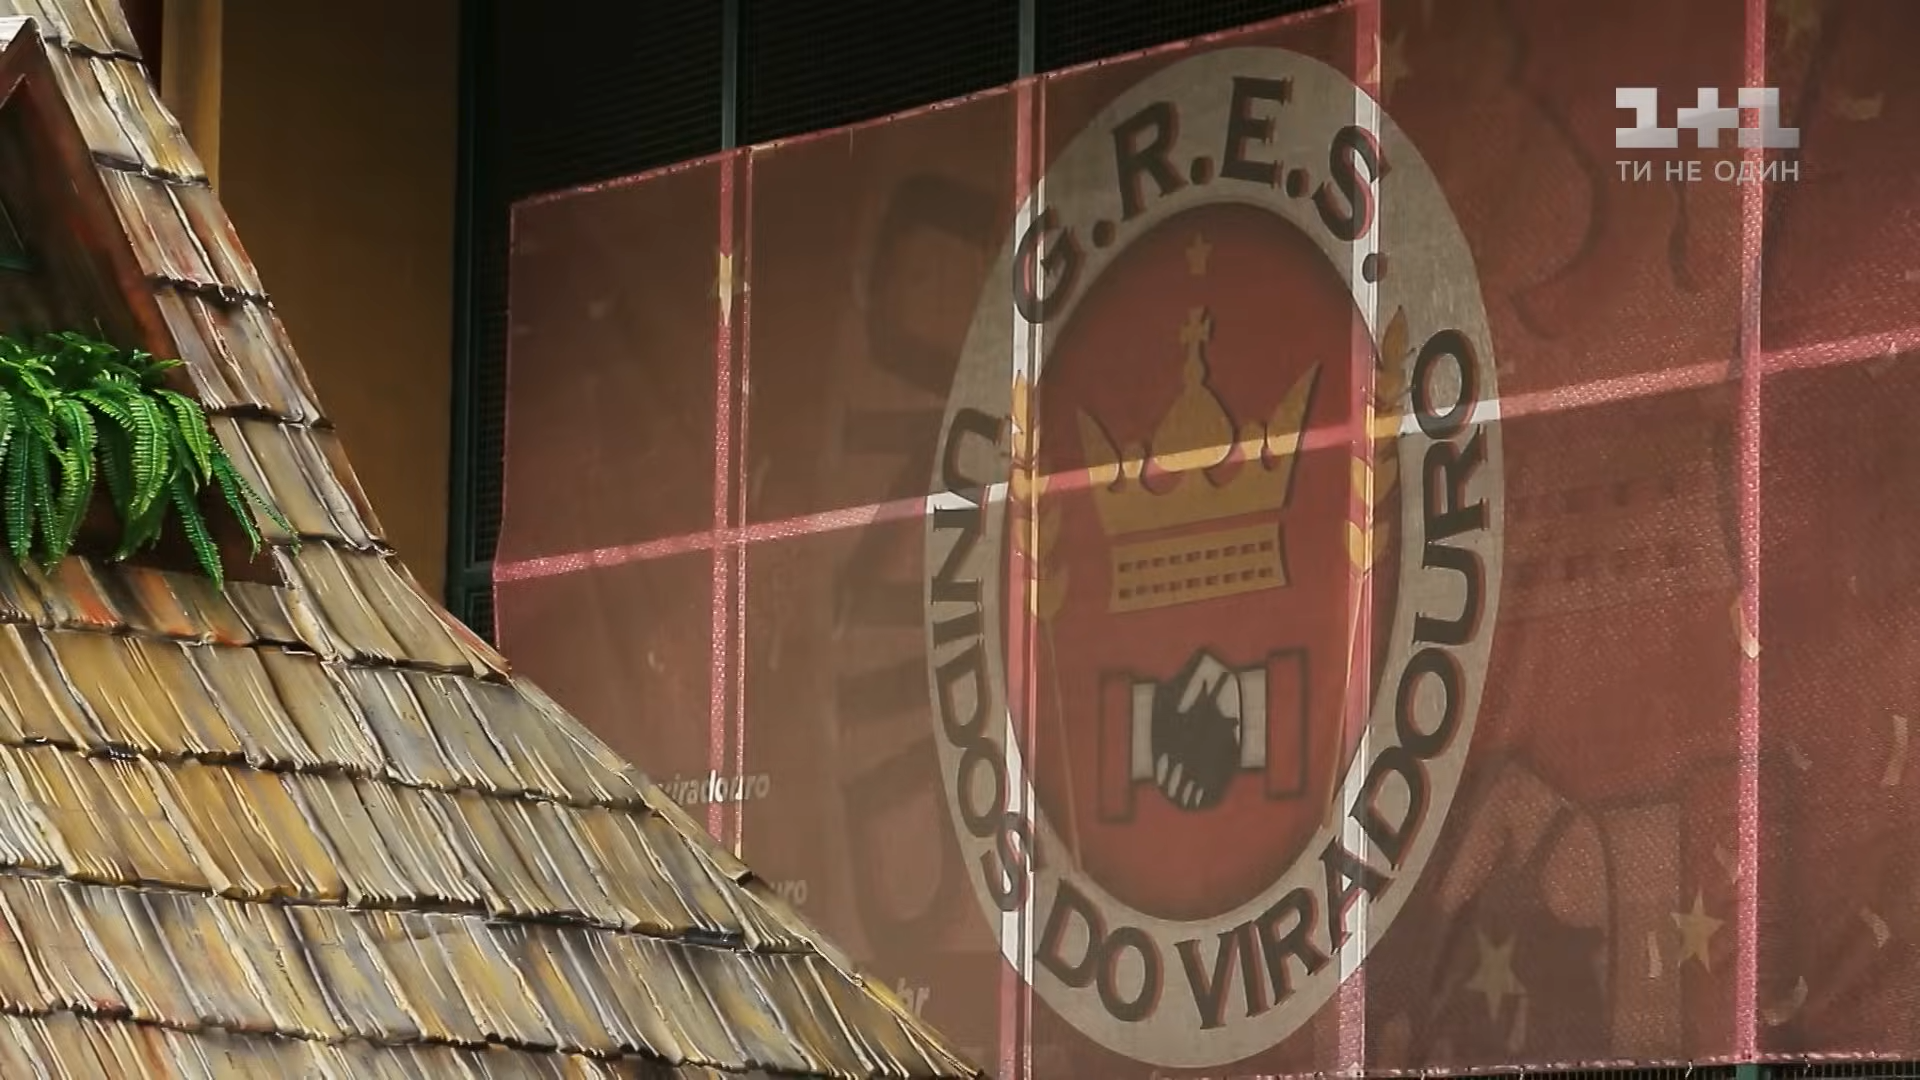 1+1
ТИ НЕ ОДИН
G.R.E.S.
UNIDOS DO VIRADOURO
viradouro